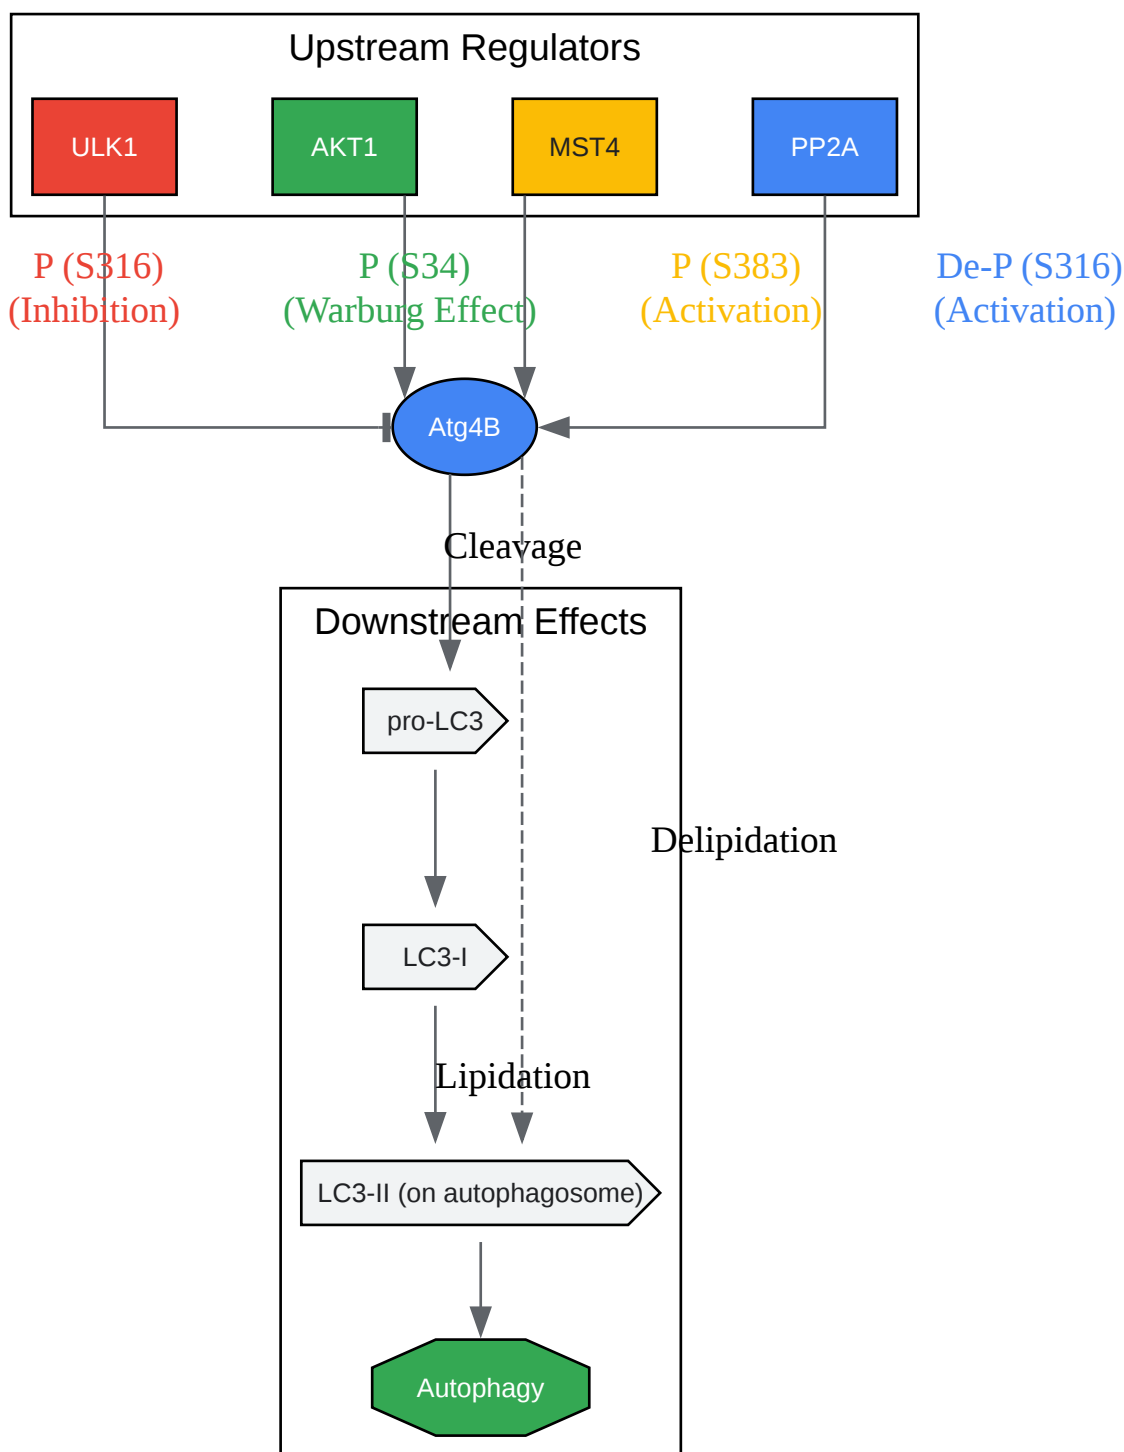 Upstream Regulators
ULK1
AKT1
MST4
PP2A
P (S316)
(Inhibition)
P (S34)
(Warburg Effect)
P (S383)
(Activation)
De-P (S316)
(Activation)
Atg4B
Cleavage
Downstream Effects
pro-LC3
Delipidation
LC3-I
Lipidation
LC3-II (on autophagosome)
Autophagy